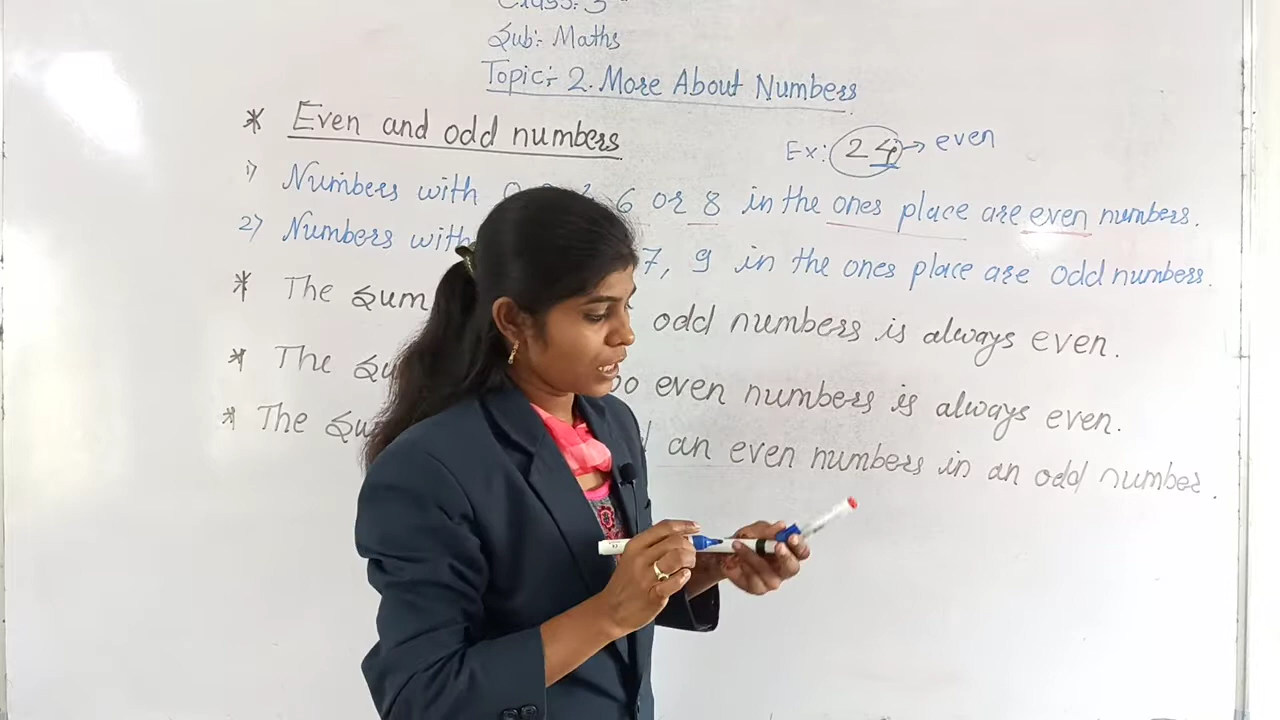 Class:- 3
Sub:- Maths
Topic:- 2. More About Numbers
* Even and odd numbers
Ex: 24 → even
1) Numbers with 6 or 8 in the ones place are even numbers.
2) Numbers with 7, 9 in the ones place are odd numbers.
* The sum odd numbers is always even.
* The even numbers is always even.
* The an even numbers in an odd number.